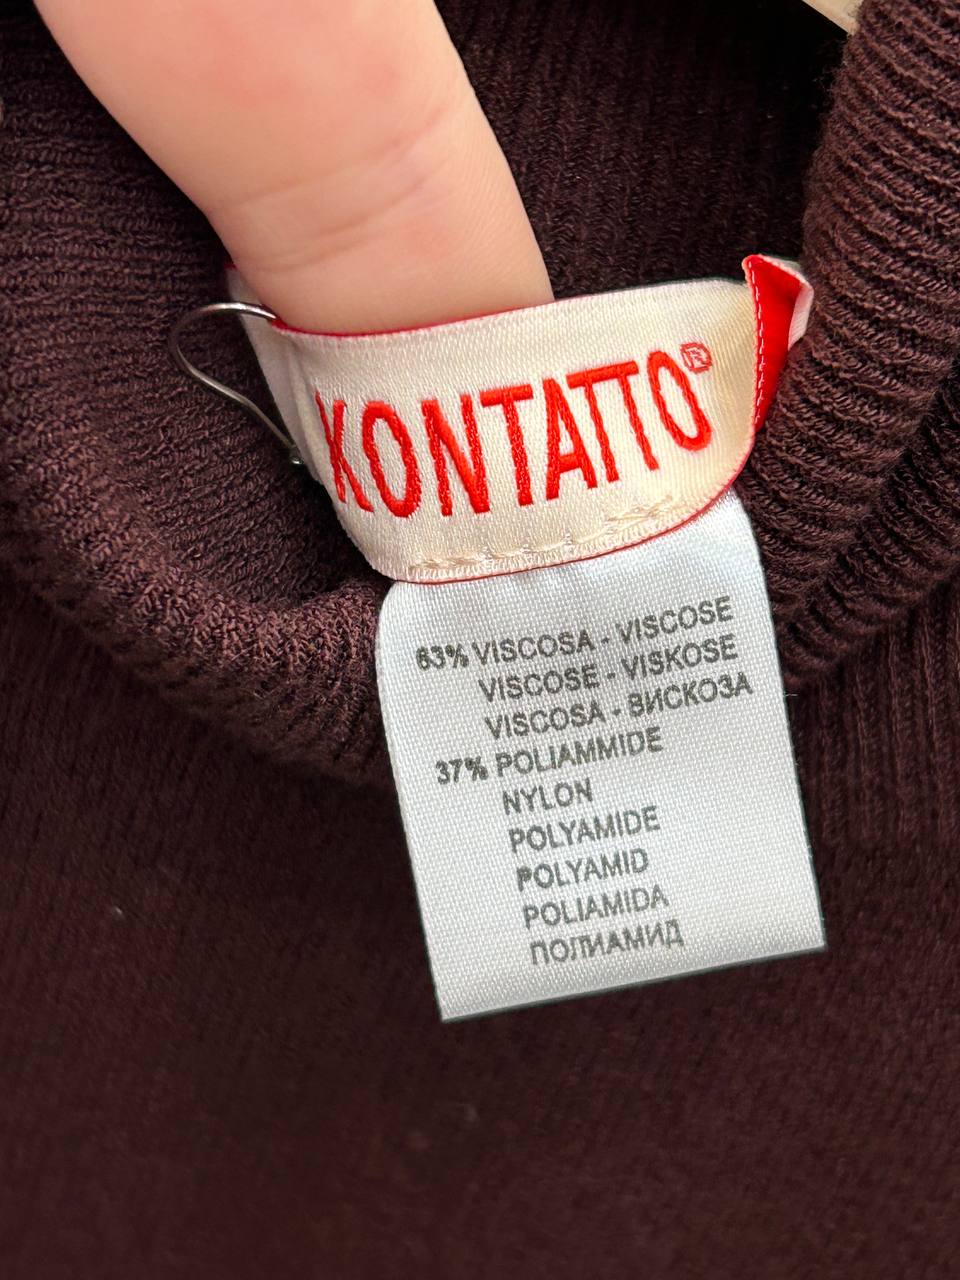 KONTATTO®
63% VISCOSA - VISCOSE
VISCOSE - VISKOSE
VISCOSA - ВИСКОЗА
37% POLIAMMIDE
NYLON
POLYAMIDE
POLYAMID
POLIAMIDA
ПОЛИАМИД